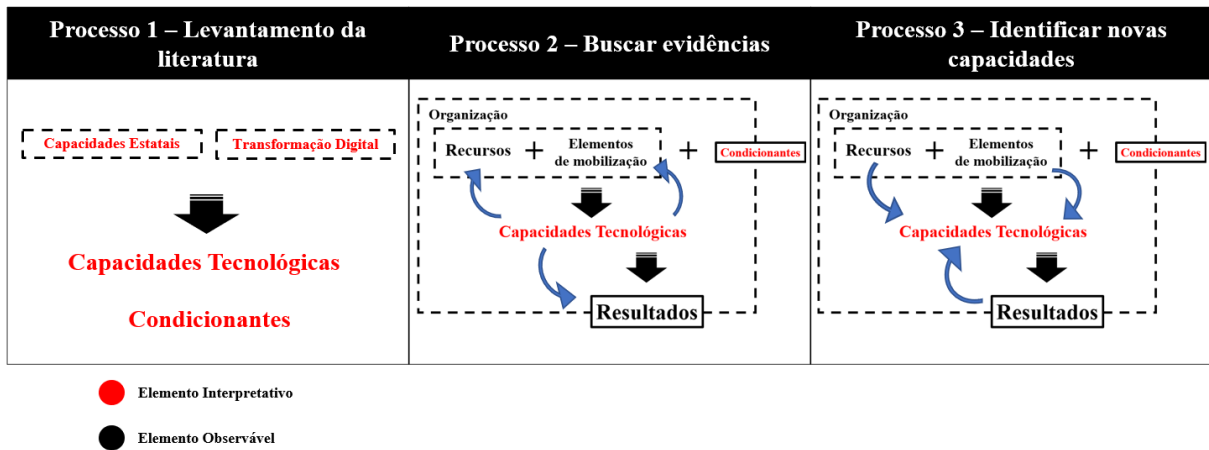 Processo 1 – Levantamento da
literatura
Processo 2 – Buscar evidências
Processo 3 – Identificar novas
capacidades
Capacidades Estatais
Transformação Digital
Capacidades Tecnológicas
Condicionantes
Organização
Recursos
+
Elementos
de mobilização
+
Condicionantes
Capacidades Tecnológicas
Resultados
Organização
Recursos
+
Elementos
de mobilização
+
Condicionantes
Capacidades Tecnológicas
Resultados
Elemento Interpretativo
Elemento Observável